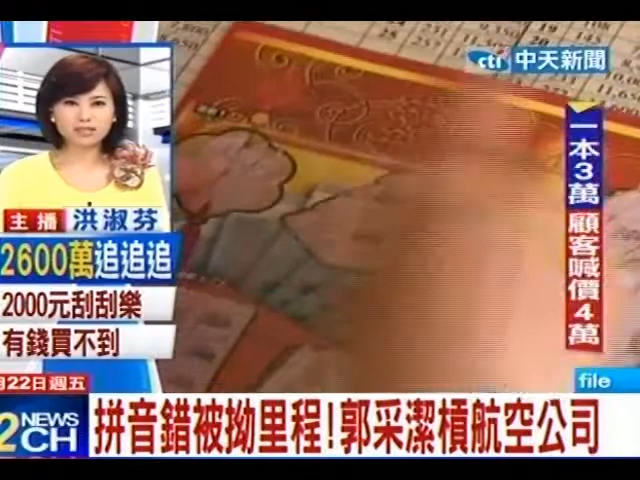 cti 中天新聞
一本3萬 顧客喊價4萬
主播 洪淑芬
2600萬追追追
2000元刮刮樂
有錢買不到
22日週五
file
2 NEWS CH
拼音錯被拗里程!郭采潔槓航空公司